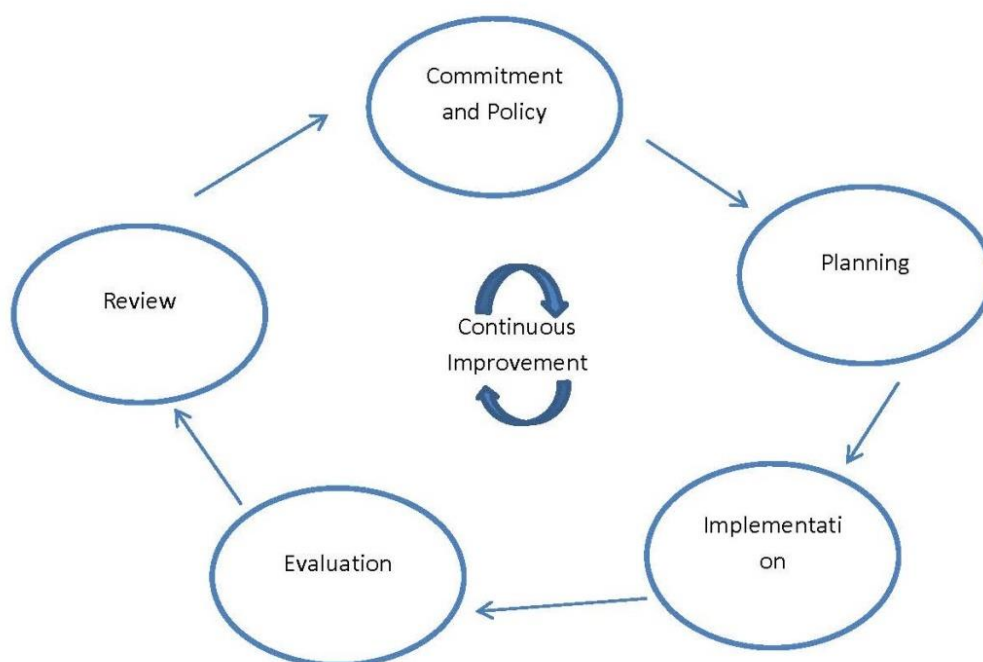 Commitment
and Policy
Planning
Implementati
on
Evaluation
Review
Continuous
Improvement